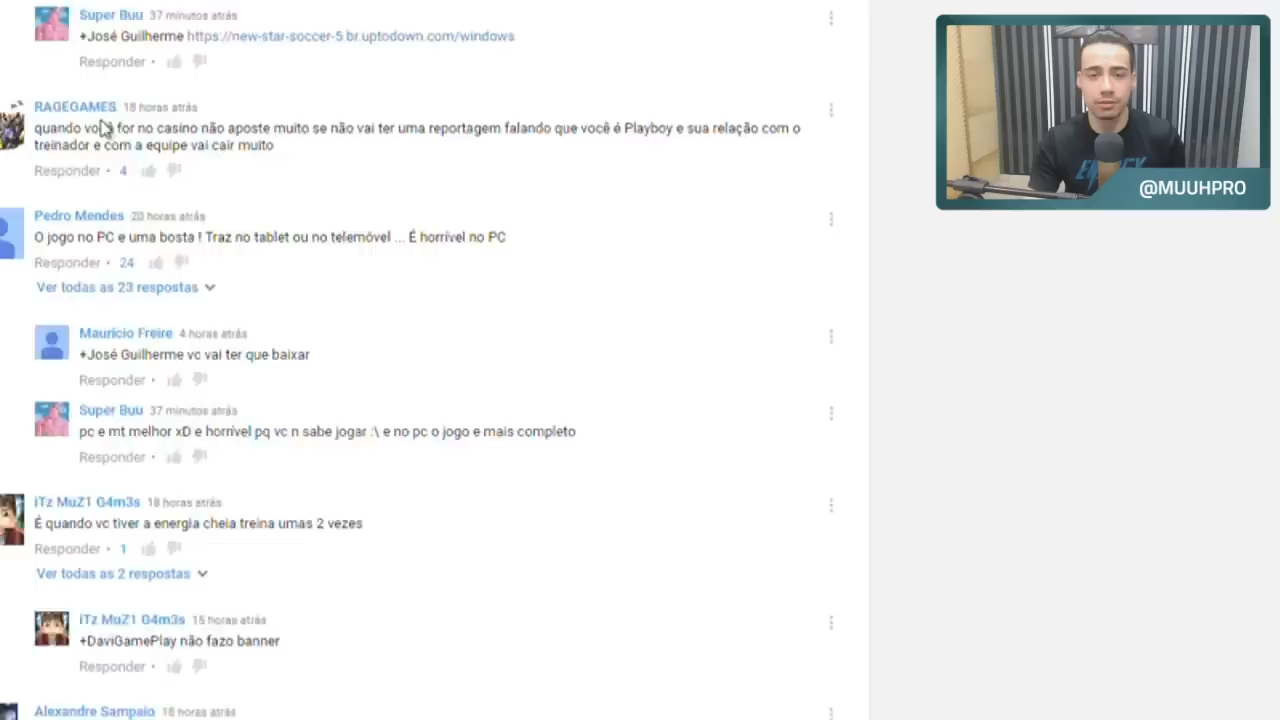 Super Buu 37 minutos atrás
+José Guilherme https://new-star-soccer-5.br.uptodown.com/windows
Responder •
RAGEGAMES 18 horas atrás
quando você for no casino não aposte muito se não vai ter uma reportagem falando que você é Playboy e sua relação com o
treinador e com a equipe vai cair muito
Responder • 4
Pedro Mendes 20 horas atrás
O jogo no PC e uma bosta ! Traz no tablet ou no telemóvel ... É horrível no PC
Responder • 24
Ver todas as 23 respostas
Maurício Freire 4 horas atrás
+José Guilherme vc vai ter que baixar
Responder •
Super Buu 37 minutos atrás
pc e mt melhor xD e horrivel pq vc n sabe jogar :\ e no pc o jogo e mais completo
Responder •
iTz MuZ1 G4m3s 18 horas atrás
É quando vc tiver a energia cheia treina umas 2 vezes
Responder • 1
Ver todas as 2 respostas
iTz MuZ1 G4m3s 15 horas atrás
+DaviGamePlay não fazo banner
Responder •
Alexandre Sampaio 18 horas atrás
@MUUHPRO